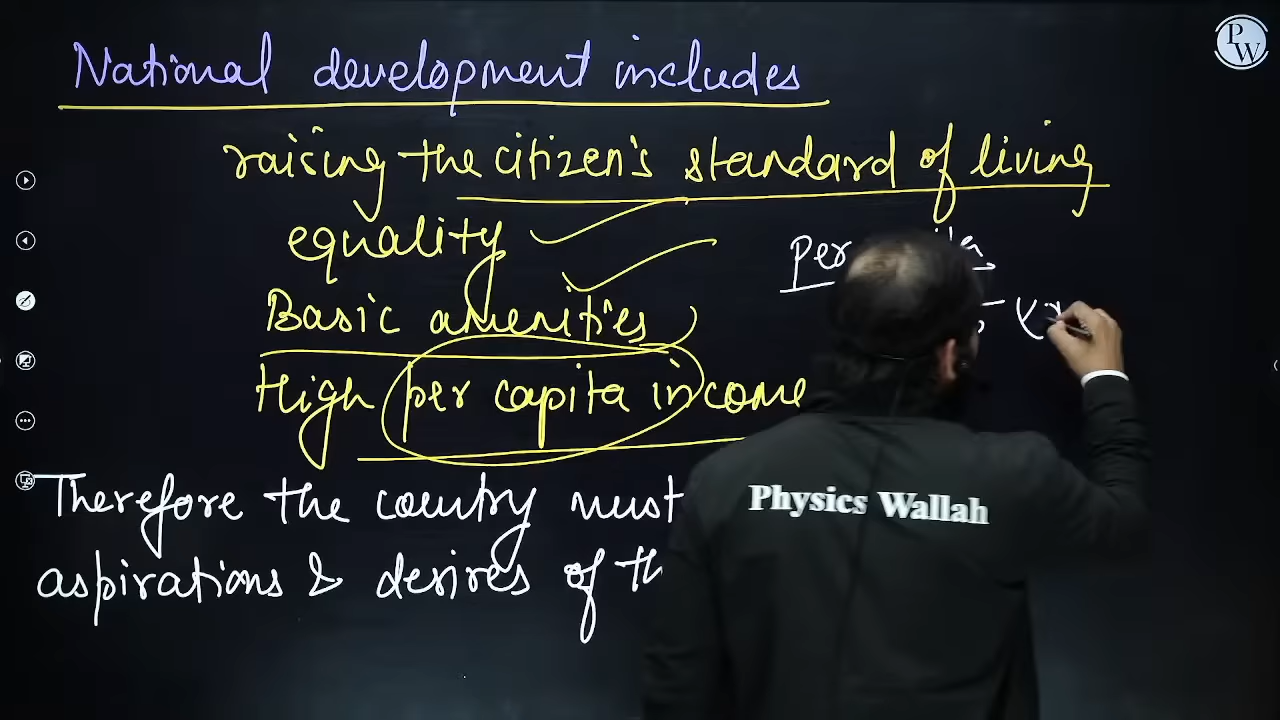 National development includes
raising the citizen's standard of living
equality
Basic amenities
High per capita income
per
Therefore the country must
aspirations & desires of th
Physics Wallah
PW